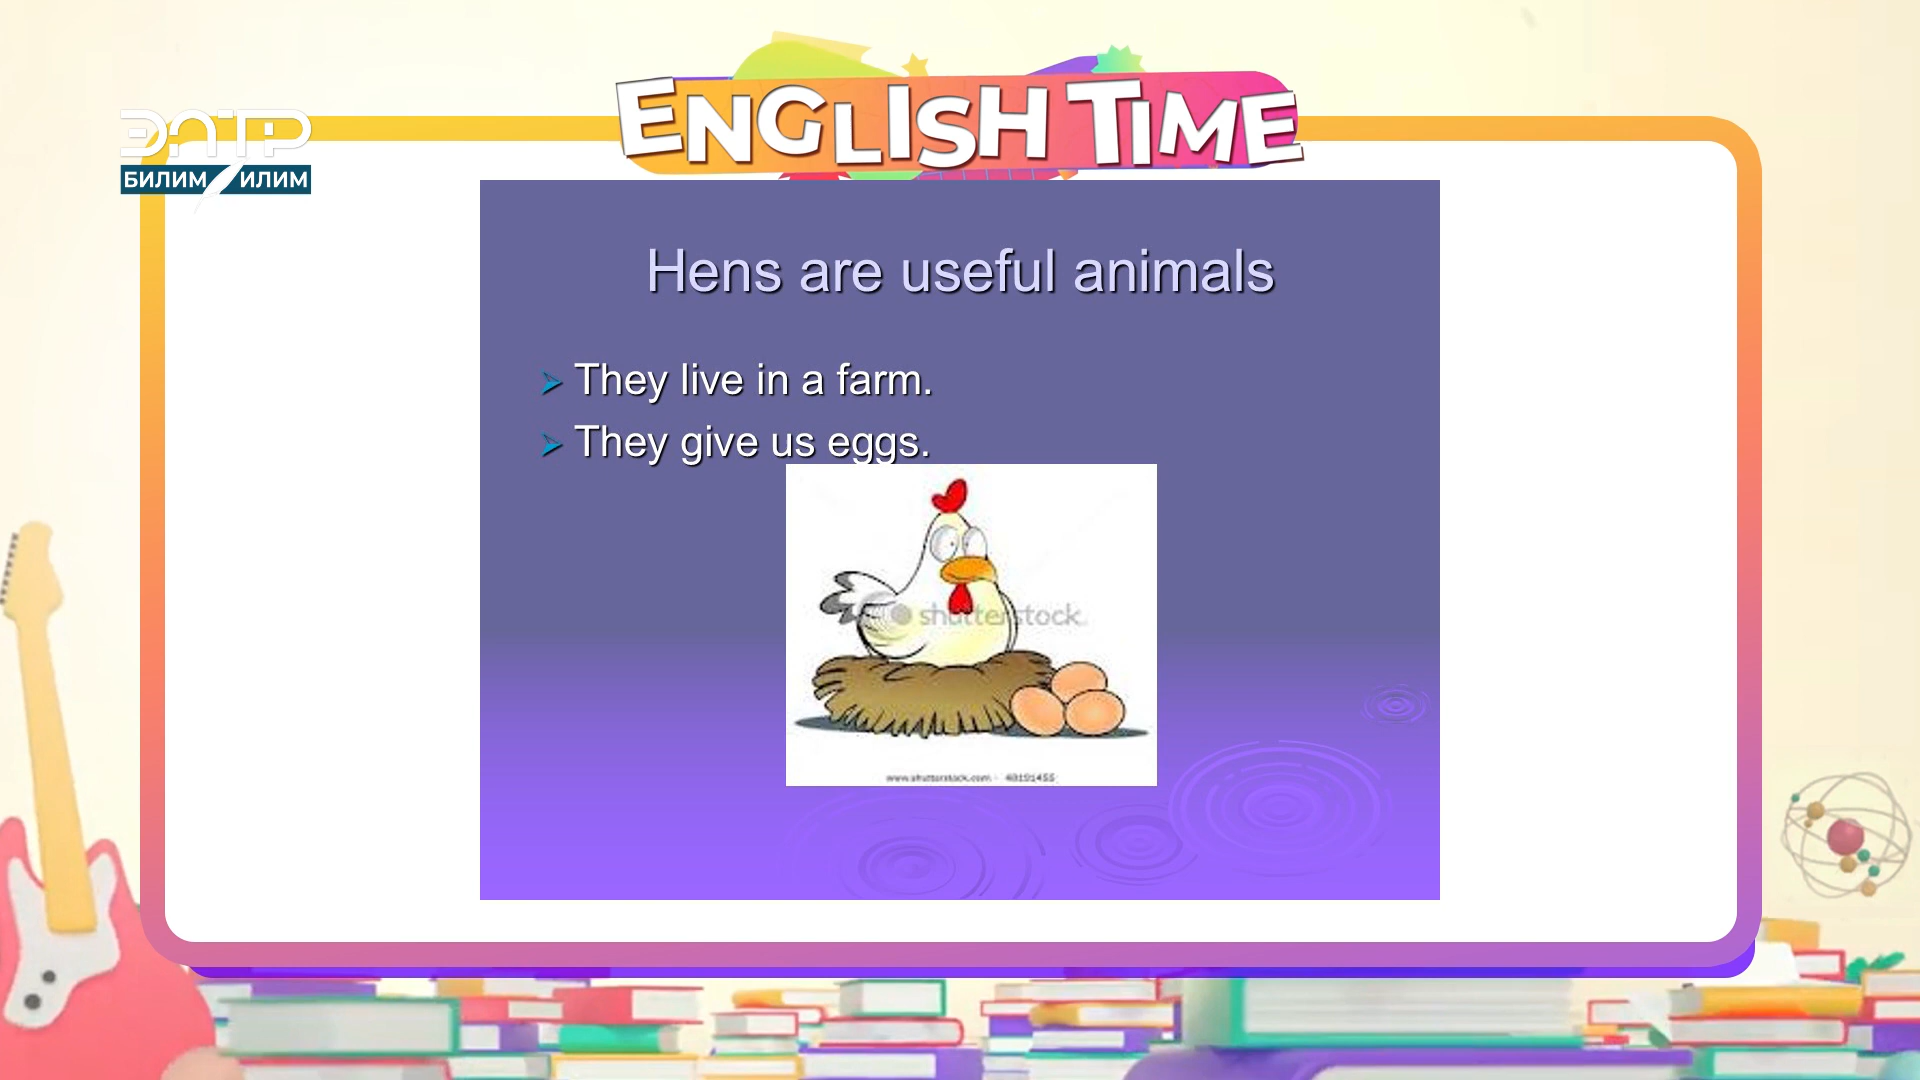 ENGLISH TIME
ЭЛТР
БИЛИМ ИЛИМ
Hens are useful animals
They live in a farm.
They give us eggs.
shutterstock
www.shutterstock.com · 48191455